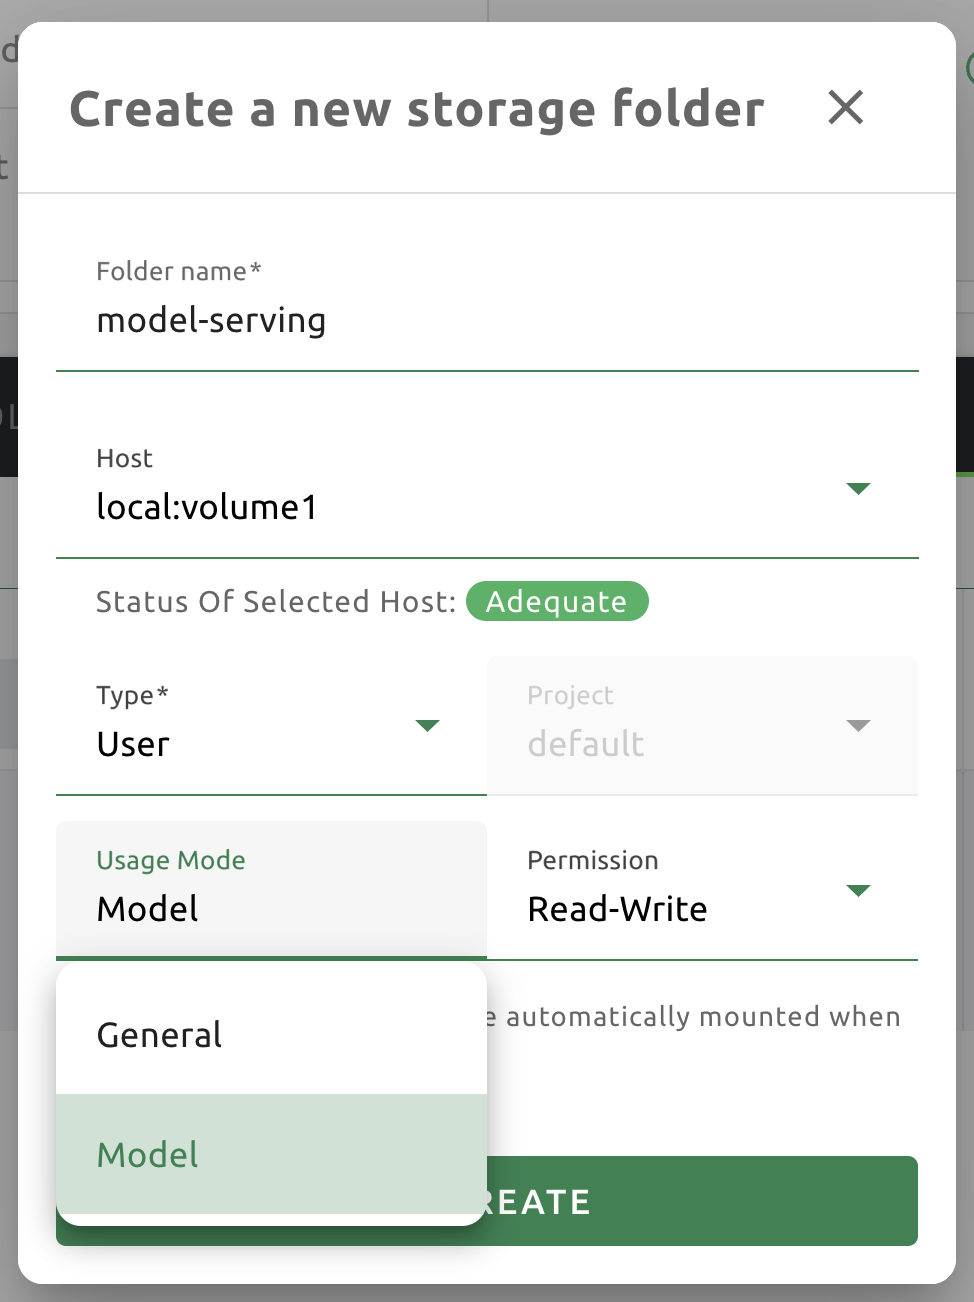 Create a new storage folder
Folder name*
model-serving
Host
local:volume1
Status Of Selected Host: Adequate
Type*
User
Project
default
Usage Mode
Model
Permission
Read-Write
General
Model
automatically mounted when